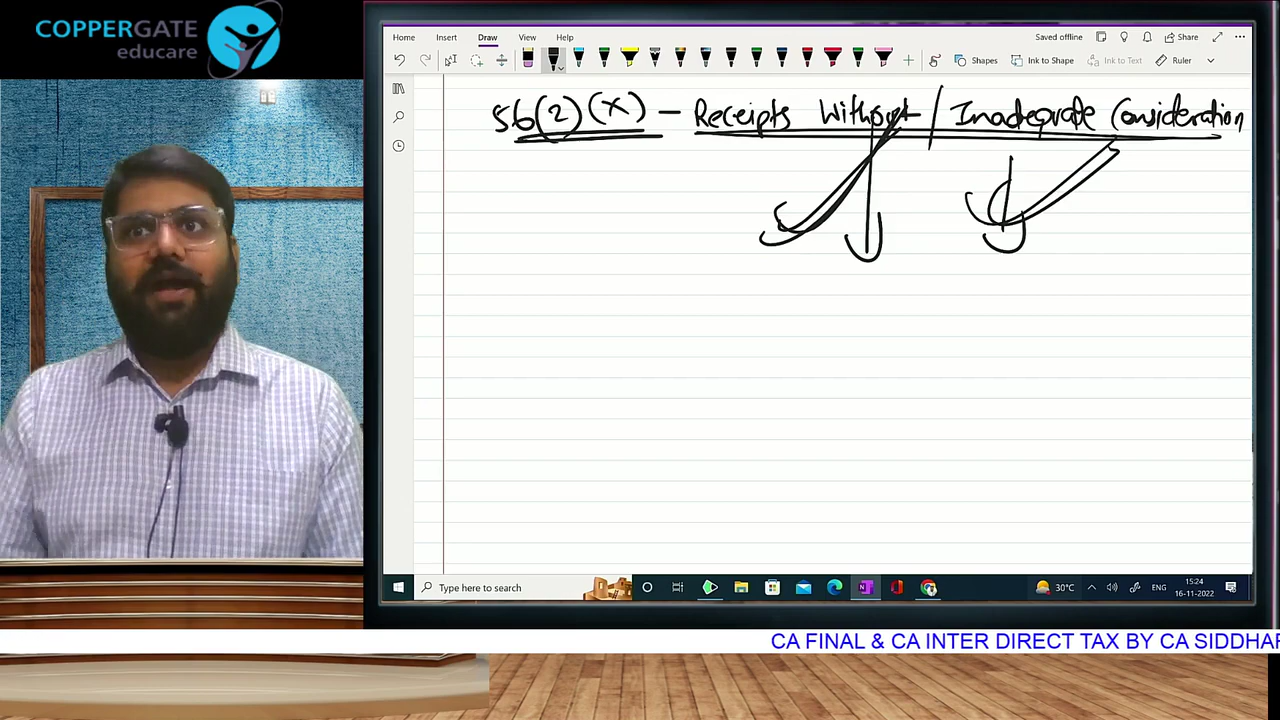 COPPERGATE
educare
Home Insert Draw View Help
Saved offline
Share
Shapes
Ink to Shape
Ink to Text
Ruler
56(2)(x) – Receipts Without / Inadequate Consideration
Type here to search
30°C
ENG
15:24
16-11-2022
CA FINAL & CA INTER DIRECT TAX BY CA SIDDHAR